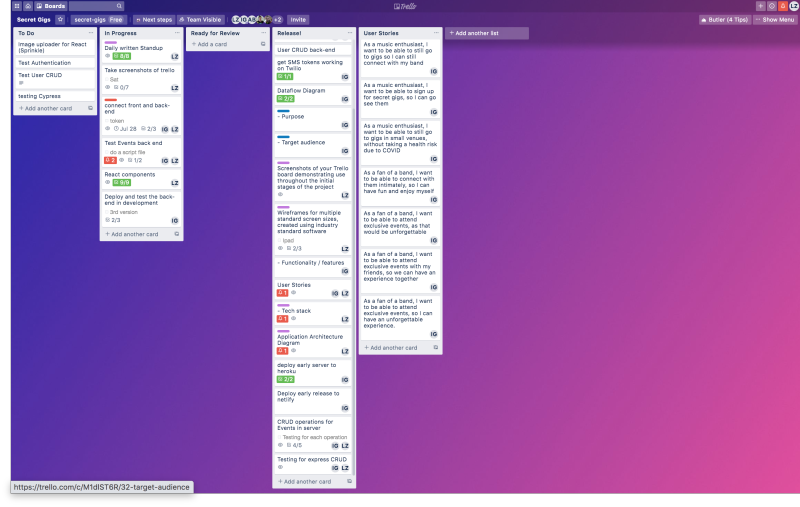 Boards
Trello
LZ
Secret Gigs
secret-gigs Free
Next steps
Team Visible
+2
Invite
Butler (4 Tips)
Show Menu
To Do
Image uploader for React
(Sprinkle)
Test Authentication
Test User CRUD
testing Cypress
+ Add another card
In Progress
Daily written Standup
8/8
LZ
Take screenshots of trello
Sat
0/7
LZ
connect front and back-
end
token
Jul 28
2/3
IG LZ
Test Events back end
do a script file
2
1/2
IG LZ
React components
9/9
LZ
Deploy and test the back-
end in development
3rd version
2/3
IG
+ Add another card
Ready for Review
+ Add a card
Release!
User CRUD back-end
get SMS tokens working
on Twilio
1/1
IG
Dataflow Diagram
2/2
IG
- Purpose
IG
- Target audience
IG
Screenshots of your Trello
board demonstrating use
throughout the initial
stages of the project
LZ
Wireframes for multiple
standard screen sizes,
created using industry
standard software
Ipad
2/3
LZ
- Functionality / features
IG
User Stories
1
IG LZ
- Tech stack
1
LZ
Application Architecture
Diagram
1
LZ
deploy early server to
heroku
2/2
IG
Deploy early release to
netlify
IG
CRUD operations for
Events in server
Testing for each operation
4/5
IG LZ
Testing for express CRUD
IG LZ
+ Add another card
User Stories
As a music enthusiast, I
want to be able to still go
to gigs so I can still
connect with my band
IG
As a music enthusiast, I
want to be able to sign up
for secret gigs, so I can go
see them
IG
As a music enthusiast, I
want to be able to still go
to gigs in small venues,
without taking a health risk
due to COVID
IG
As a fan of a band, I want
to be able to connect with
them intimately, so I can
have fun and enjoy myself
IG
As a fan of a band, I want
to be able to attend
exclusive events, as that
would be unforgettable
IG
As a fan of a band, I want
to be able to attend
exclusive events with my
friends, so we can have an
experience together
IG
As a fan of a band, I want
to be able to attend
exclusive events, so I can
have an unforgettable
experience.
IG
+ Add another card
+ Add another list
https://trello.com/c/M1dIST6R/32-target-audience